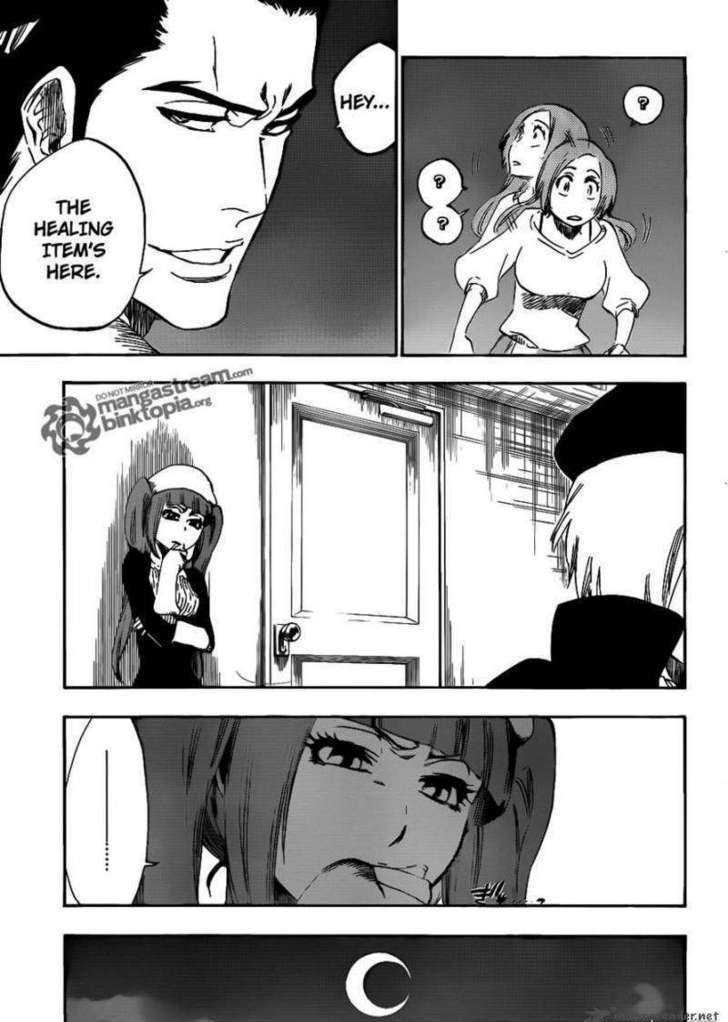 ?
?
?
HEY...
THE
HEALING
ITEM'S
HERE.
DO NOT MIRROR
mangastream.com
binktopia.org
.........